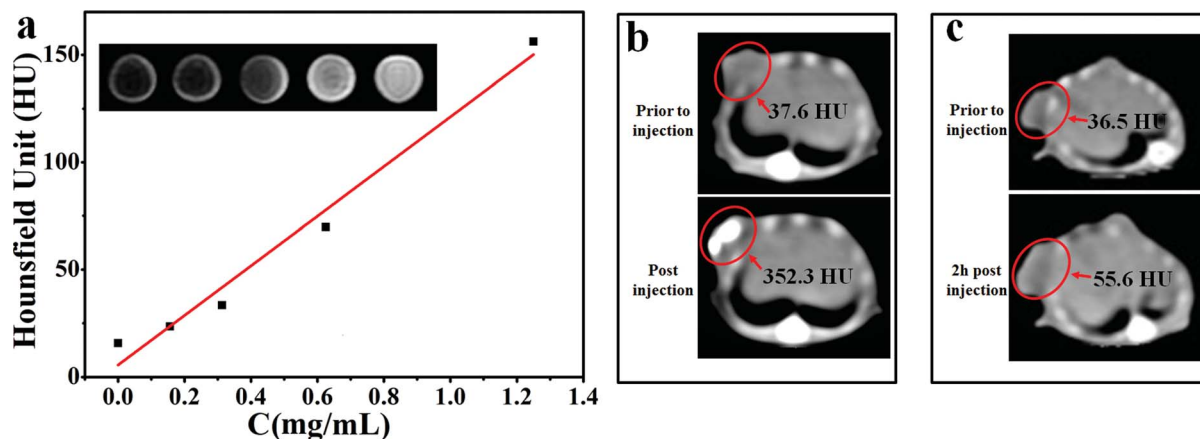 a
Hounsfield Unit (HU)
150
100
50
0
0.0 0.2 0.4 0.6 0.8 1.0 1.2 1.4
C(mg/mL)
b
Prior to
injection
37.6 HU
Post
injection
352.3 HU
c
Prior to
injection
36.5 HU
2h post
injection
55.6 HU